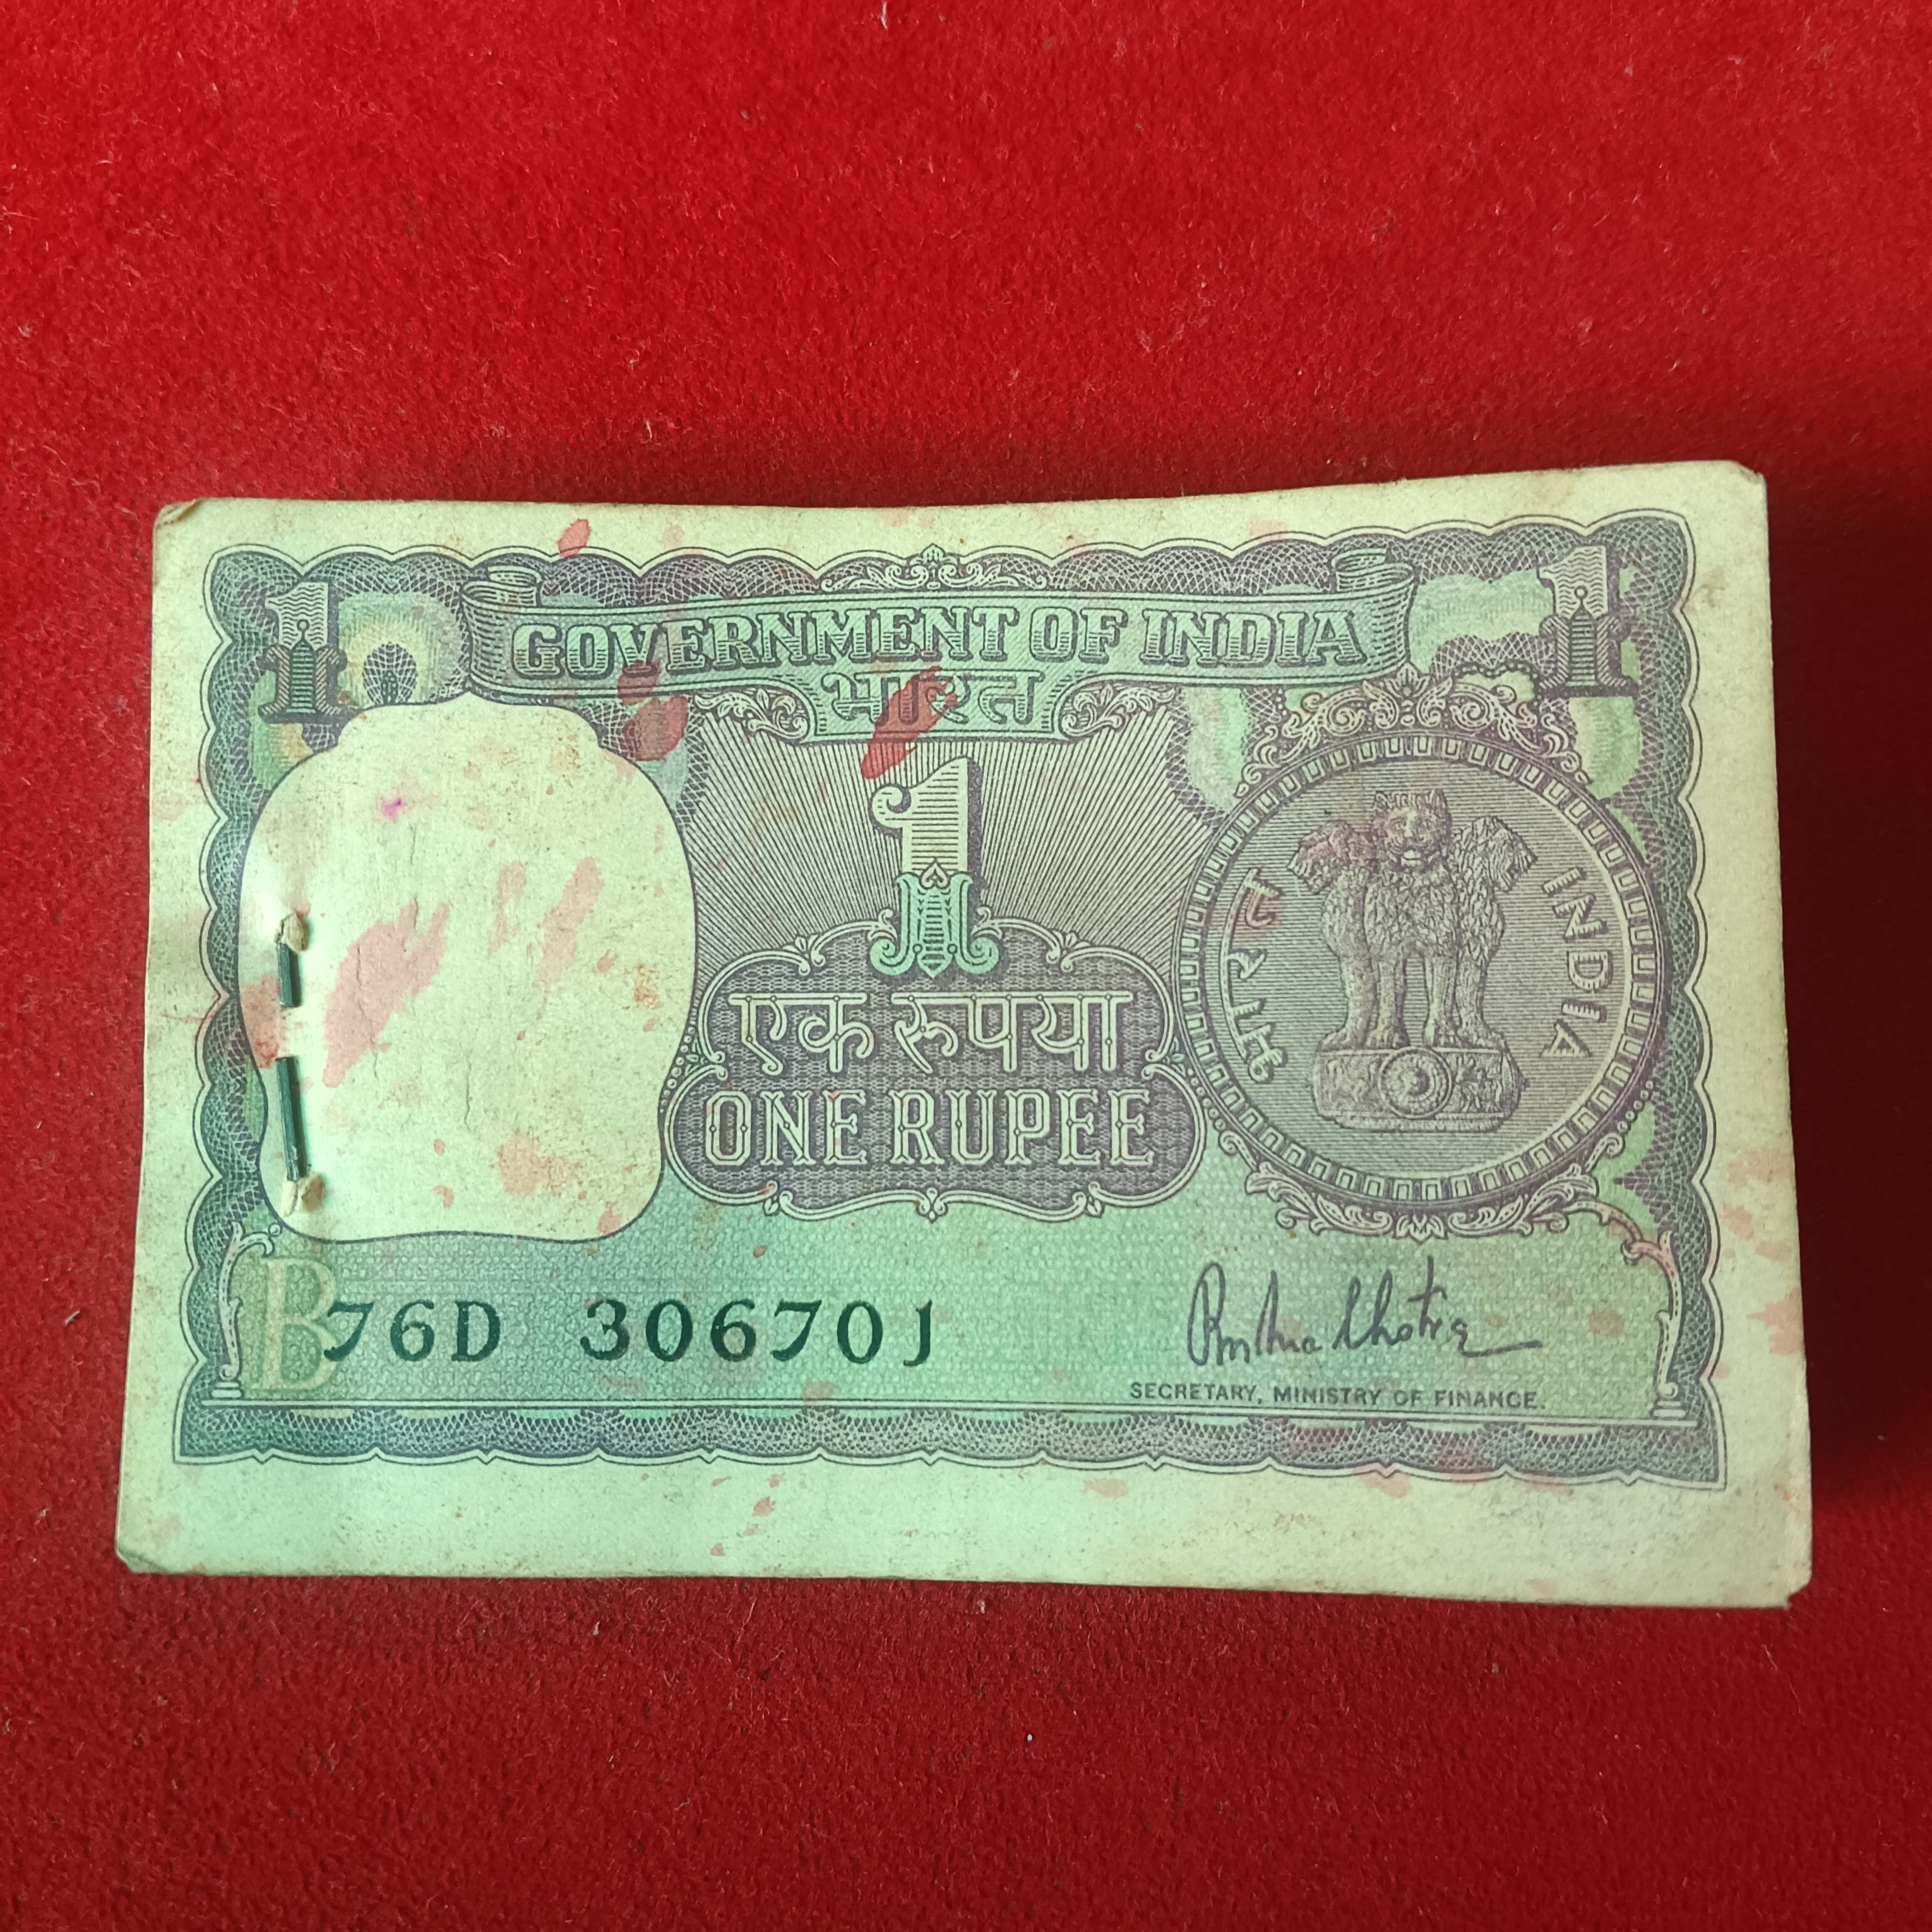 1 GOVERNMENT OF INDIA 1
भारत
1
भारत INDIA
एक रुपया
ONE RUPEE
B 76D 306701
SECRETARY, MINISTRY OF FINANCE.